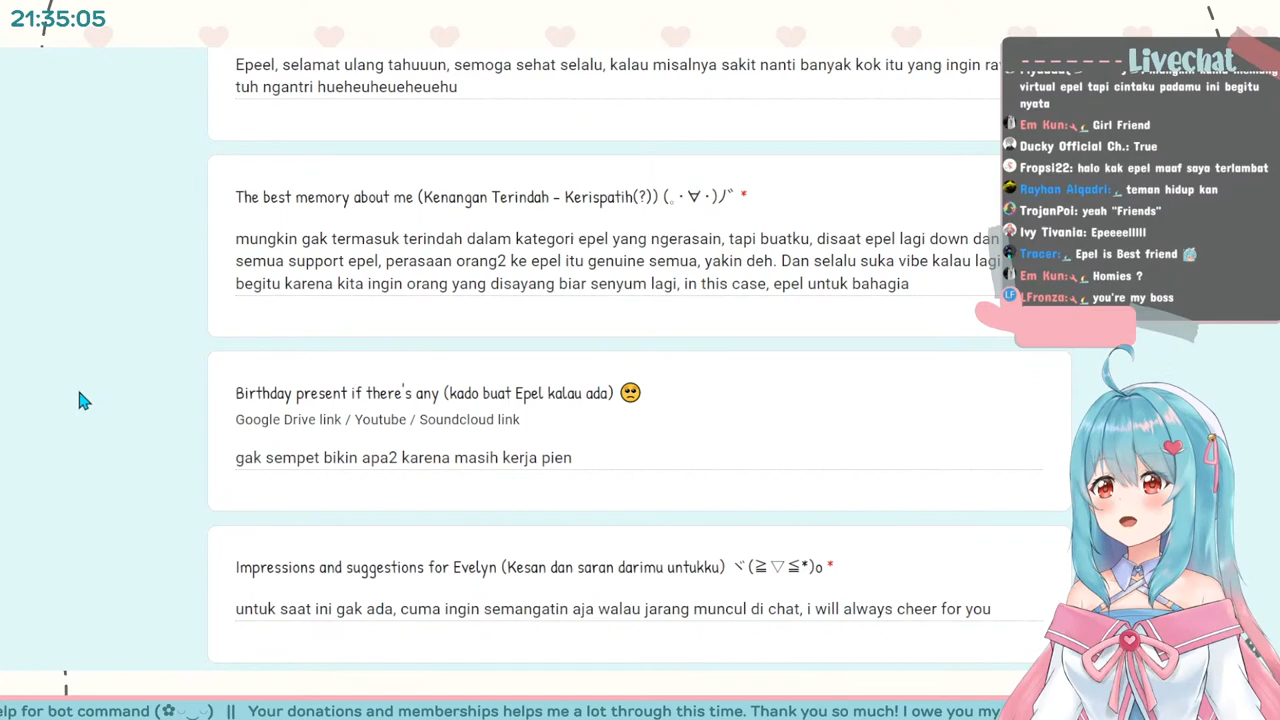 21:35:05
Epeel, selamat ulang tahuuun, semoga sehat selalu, kalau misalnya sakit nanti banyak kok itu yang ingin
tuh ngantri hueheuheueheuehu
The best memory about me (Kenangan Terindah - Kerispatih(?)) (｡･∀･)ﾉﾞ *
mungkin gak termasuk terindah dalam kategori epel yang ngerasain, tapi buatku, disaat epel lagi down dan
semua support epel, perasaan orang2 ke epel itu genuine semua, yakin deh. Dan selalu suka vibe kalau lagi
begitu karena kita ingin orang yang disayang biar senyum lagi, in this case, epel untuk bahagia
Birthday present if there's any (kado buat Epel kalau ada) 🥺
Google Drive link / Youtube / Soundcloud link
gak sempet bikin apa2 karena masih kerja pien
Impressions and suggestions for Evelyn (Kesan dan saran darimu untukku) ヾ(≧▽≦*)o *
untuk saat ini gak ada, cuma ingin semangatin aja walau jarang muncul di chat, i will always cheer for you
Livechat
virtual epel tapi cintaku padamu ini begitu
nyata
Em Kun: Girl Friend
Ducky Official Ch.: True
Fropsi22: halo kak epel maaf saya terlambat
Rayhan Alqadri: teman hidup kan
TrojanPoi: yeah "Friends"
Ivy Tivania: Epeeeellll
Tracer: Epel is Best friend
Em Kun: Homies ?
LF LFronza: you're my boss
elp for bot command (✿◡‿◡) || Your donations and memberships helps me a lot through this time. Thank you so much! I owe you my